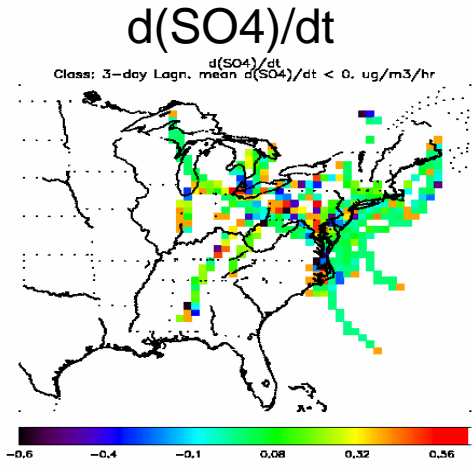 d(SO4)/dt
d(SO4)/dt
Class: 3-day Lagn. mean d(SO4)/dt < 0, ug/m3/hr
-0.6 -0.4 -0.1 0.08 0.32 0.56